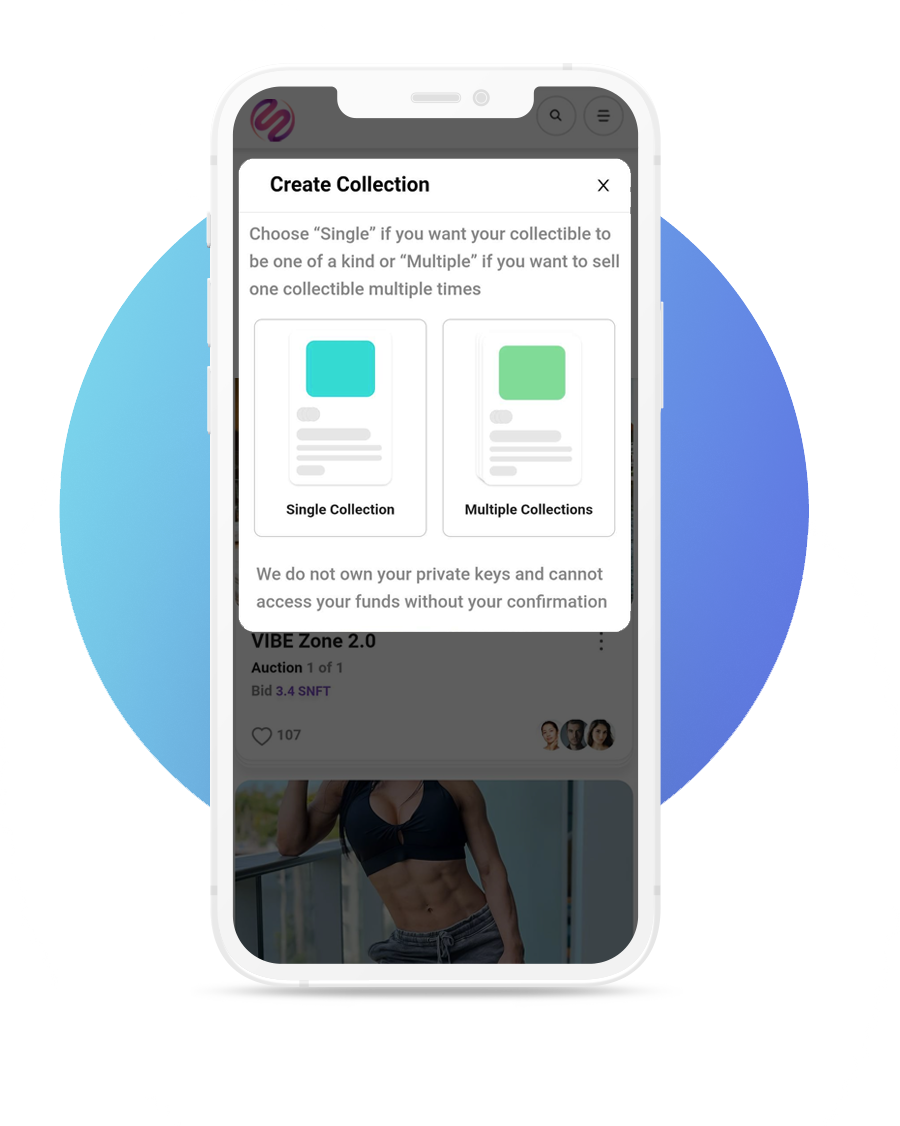 Create Collection
X
Choose “Single” if you want your collectible to
be one of a kind or “Multiple” if you want to sell
one collectible multiple times
Single Collection
Multiple Collections
We do not own your private keys and cannot
access your funds without your confirmation
VIBE Zone 2.0
Auction 1 of 1
Bid 3.4 SNFT
107